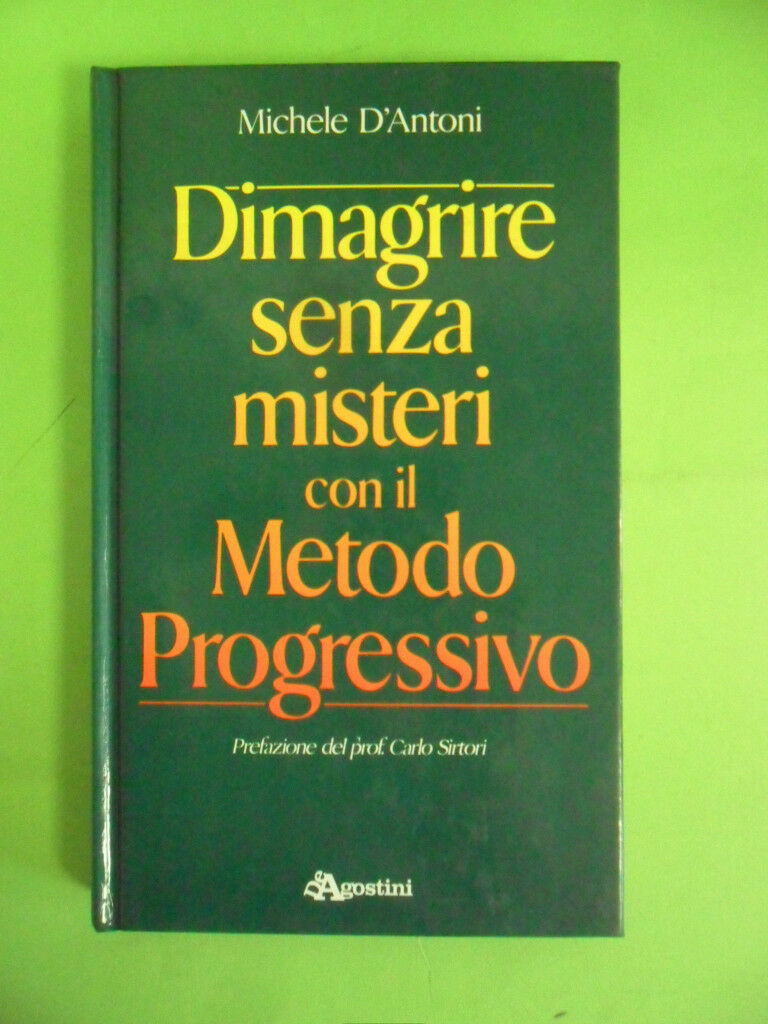 Michele D'Antoni
Dimagrire
senza
misteri
con il
Metodo
Progressivo
Prefazione del prof. Carlo Sirtori
DeAgostini